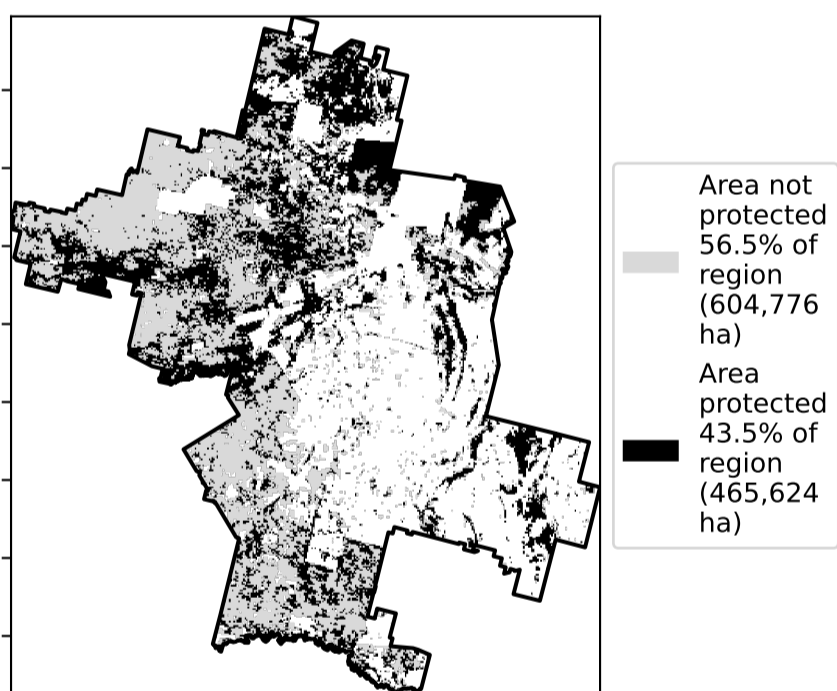 Area not
protected
56.5% of
region
(604,776
ha)
Area
protected
43.5% of
region
(465,624
ha)